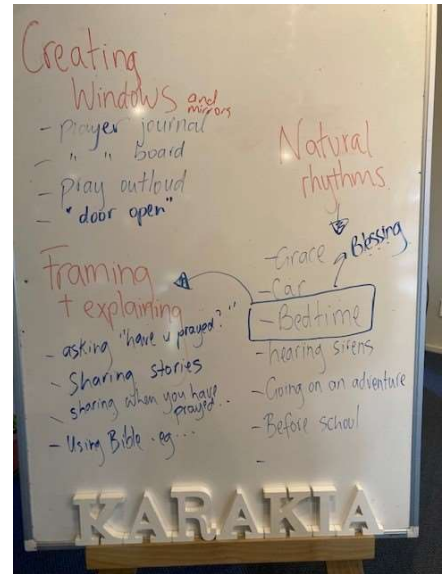 Creating
Windows and mirrors
- prayer journal
- " " board
- pray outloud
- "door open"
Natural
rhythms
- Grace
Blessing
- Car
- Bedtime
- hearing sirens
- Going on an adventure
- Before school
-
Framing
+ explaining
- asking "have u prayed?"
- Sharing stories
- sharing when you have
prayed..
- Using Bible eg...
KARAKIA